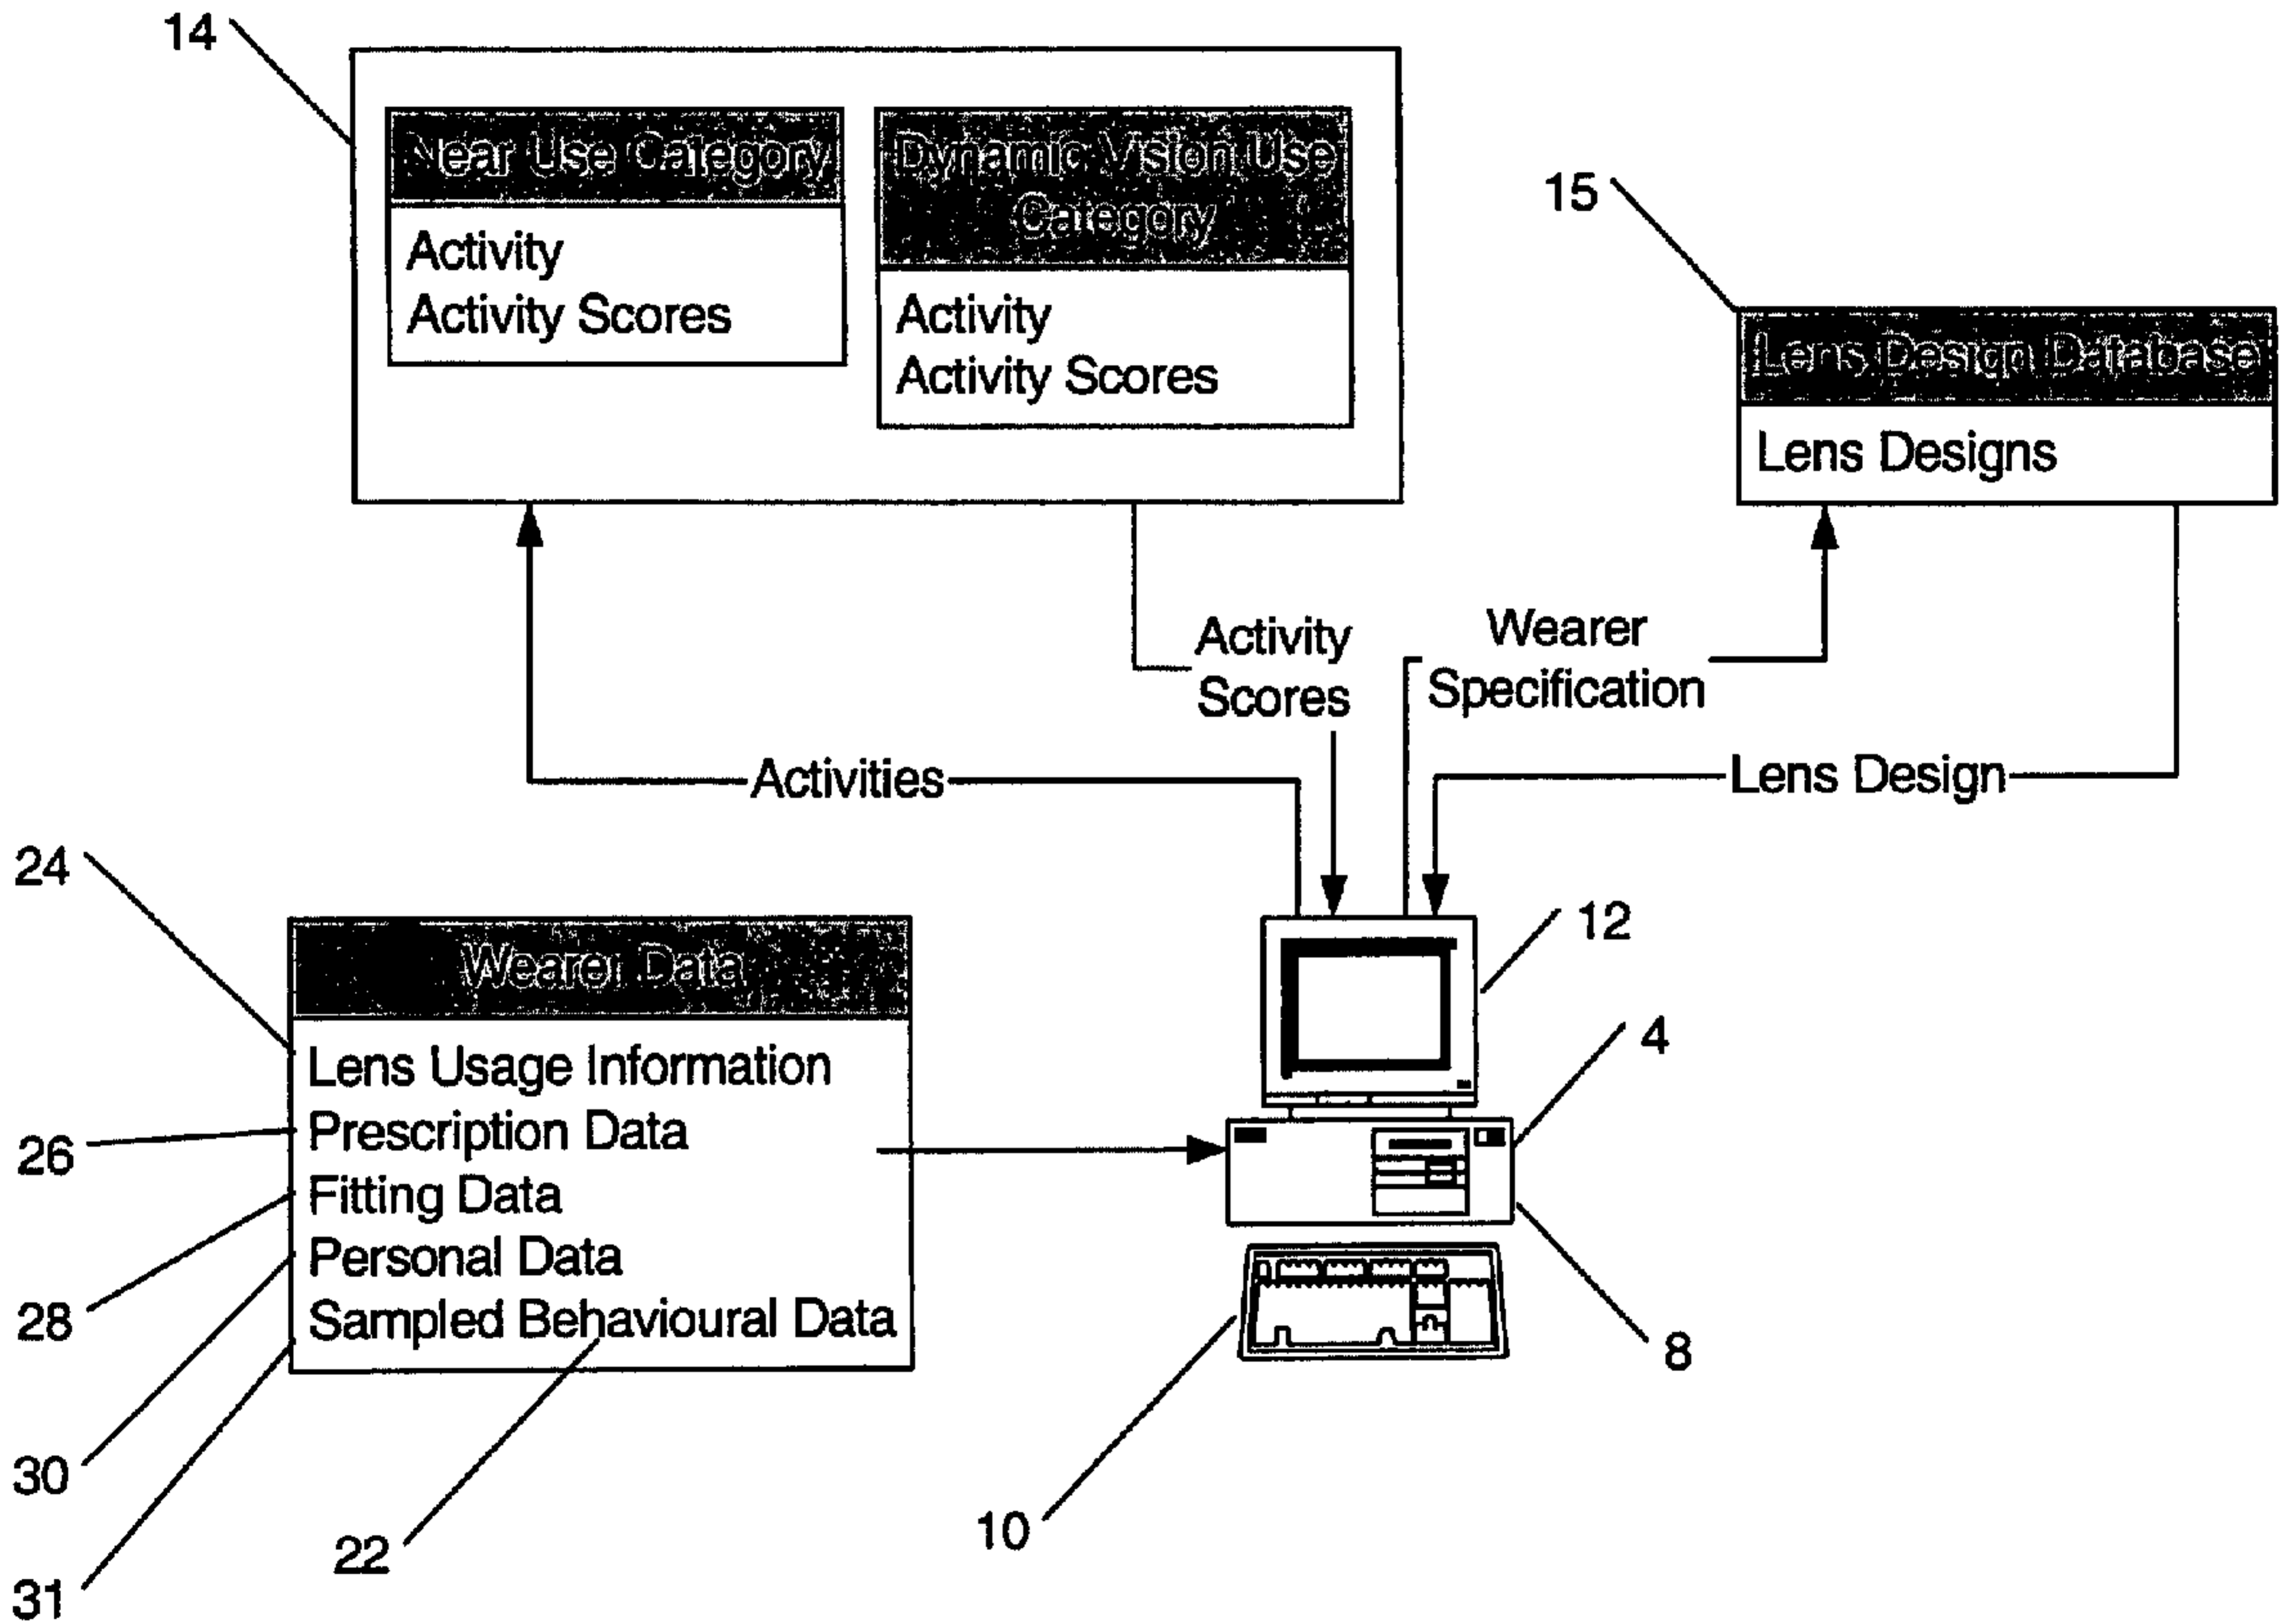 14
Near Use Category
Activity
Activity Scores
Dynamic Vision Use
Category
Activity
Activity Scores
15
Lens Design Database
Lens Designs
Activity
Scores
Wearer
Specification
Activities
Lens Design
24
Wearer Data
Lens Usage Information
Prescription Data
Fitting Data
Personal Data
Sampled Behavioural Data
26
28
30
31
22
12
4
8
10